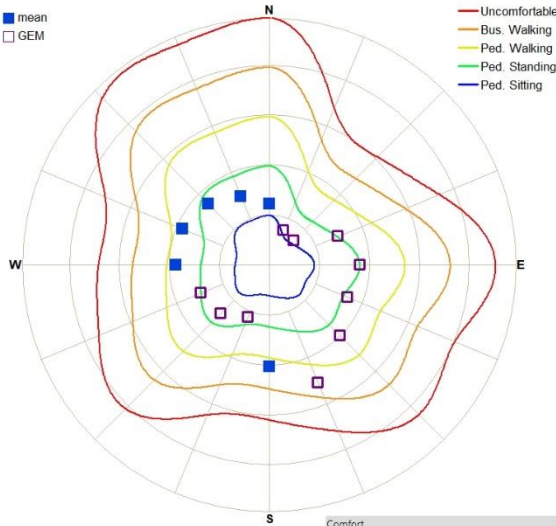 mean
GEM
N
Uncomfortable
Bus. Walking
Ped. Walking
Ped. Standing
Ped. Sitting
W
E
S
Comfort